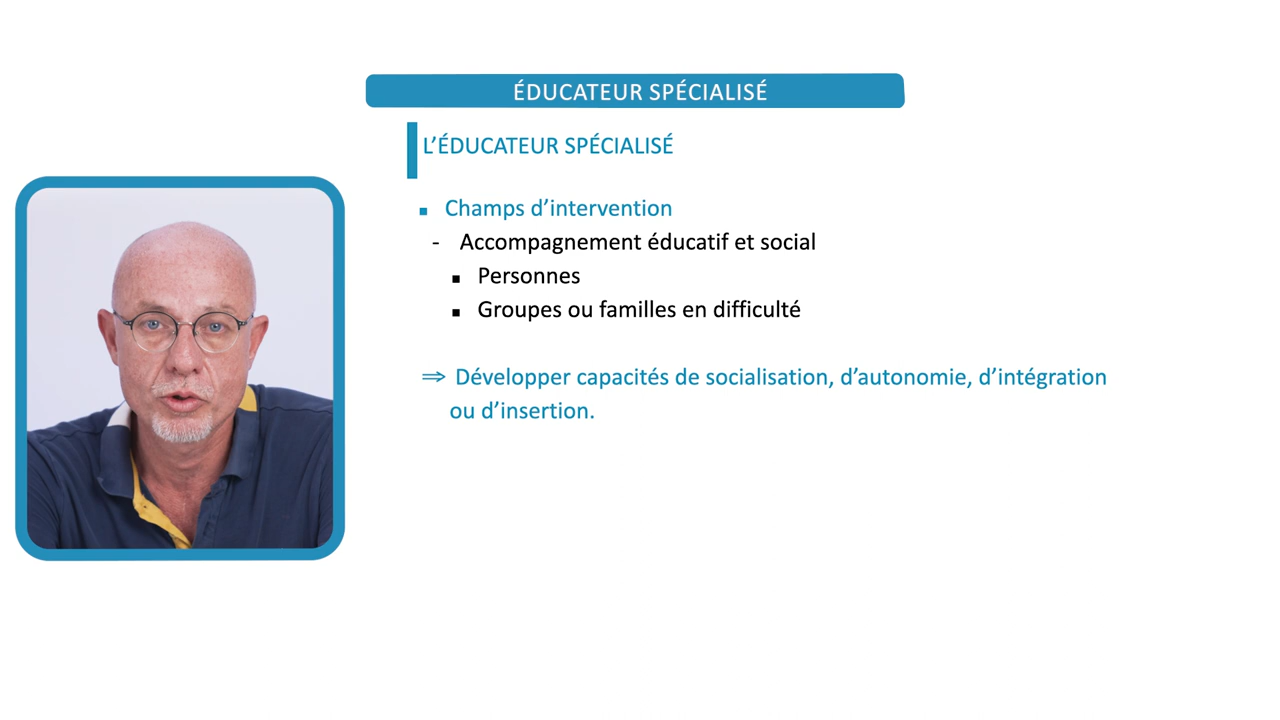 ÉDUCATEUR SPÉCIALISÉ
L’ÉDUCATEUR SPÉCIALISÉ
▪ Champs d’intervention
- Accompagnement éducatif et social
▪ Personnes
▪ Groupes ou familles en difficulté
⇒ Développer capacités de socialisation, d’autonomie, d’intégration
ou d’insertion.